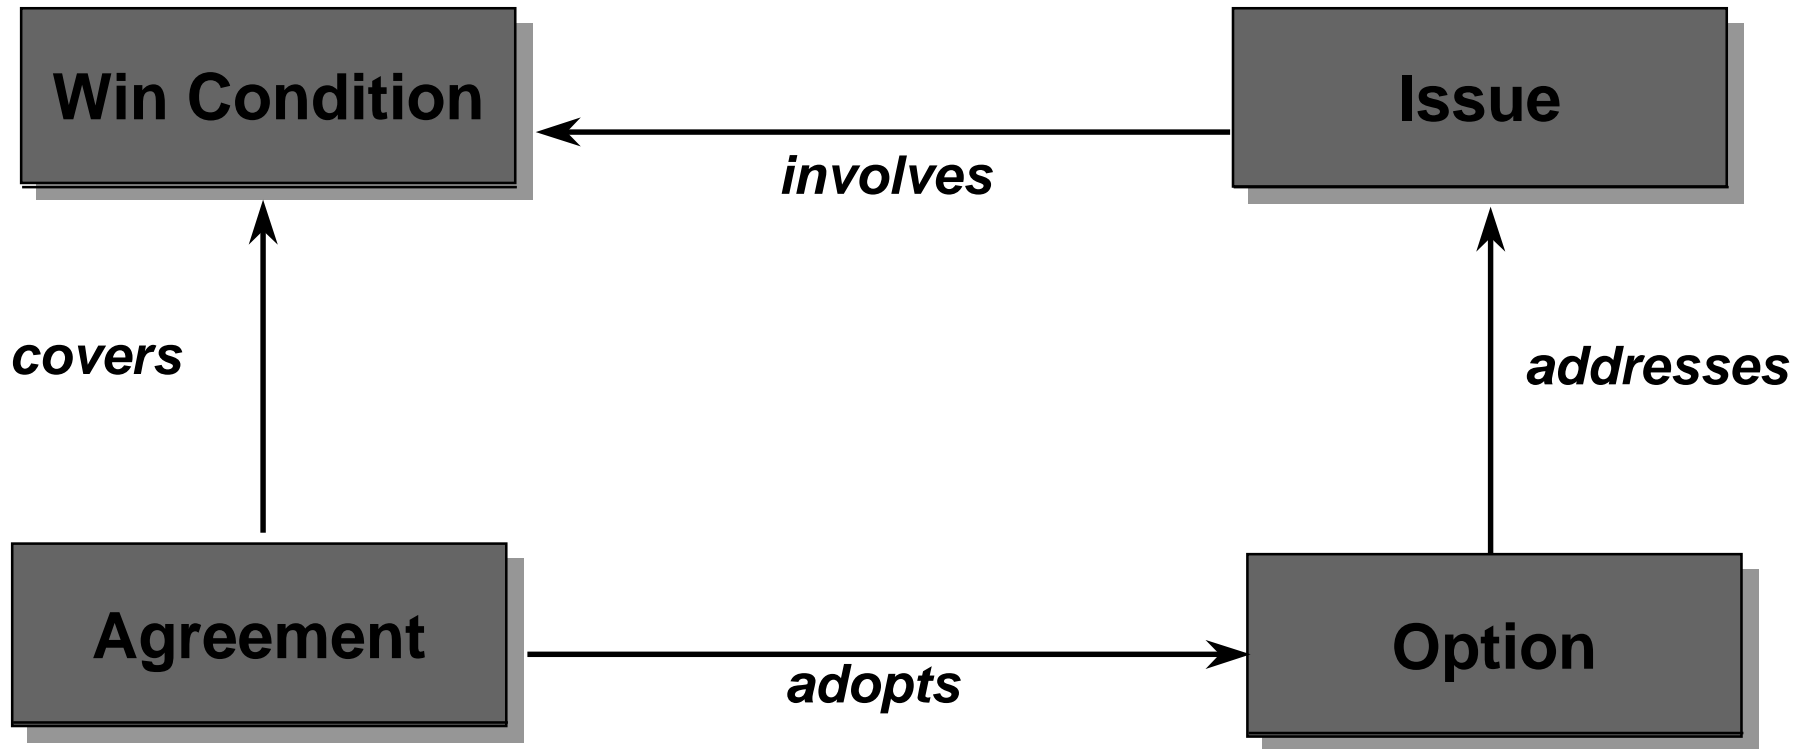 Win Condition
Issue
involves
covers
addresses
Agreement
Option
adopts